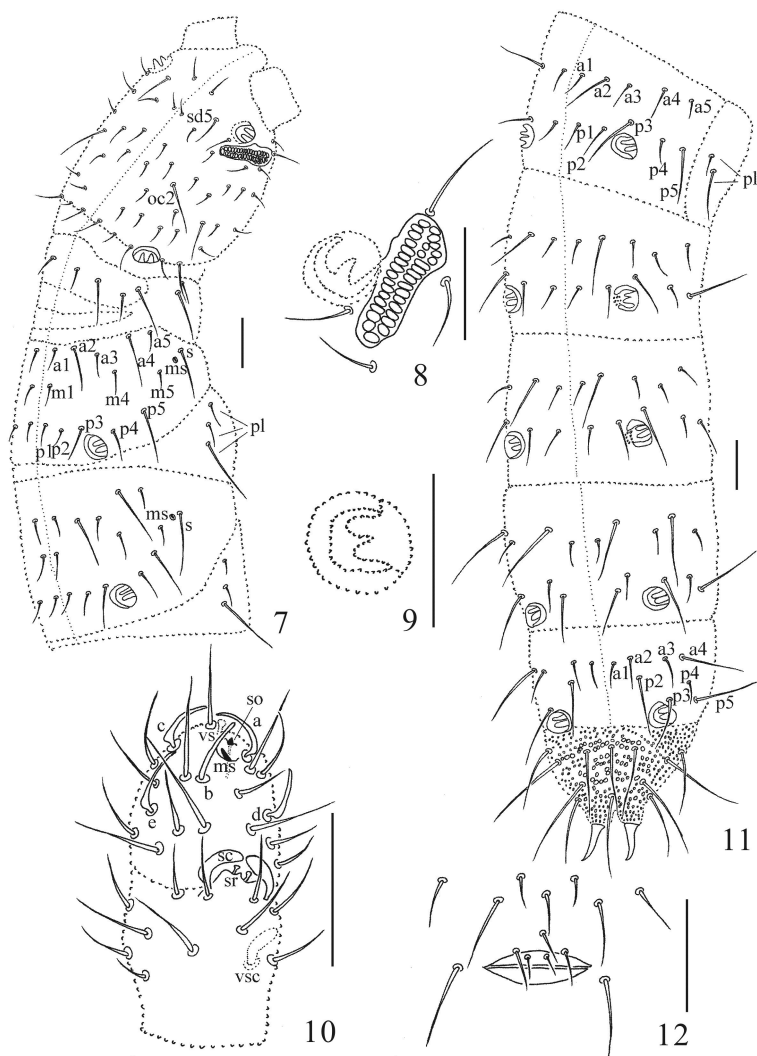 sd5
oc2
a1 a2 a3 a4 a5 s
ms
m1 m4 m5
p1 p2 p3 p4 p5
pl
ms s
7
8
9
a1 a2 a3 a4 a5
p1 p2 p3 p4 p5
pl
a1 a2 a3 a4
p2 p3 p4 p5
11
so
c vs a
ms
b
e d
sc
sr
vsc
10
12